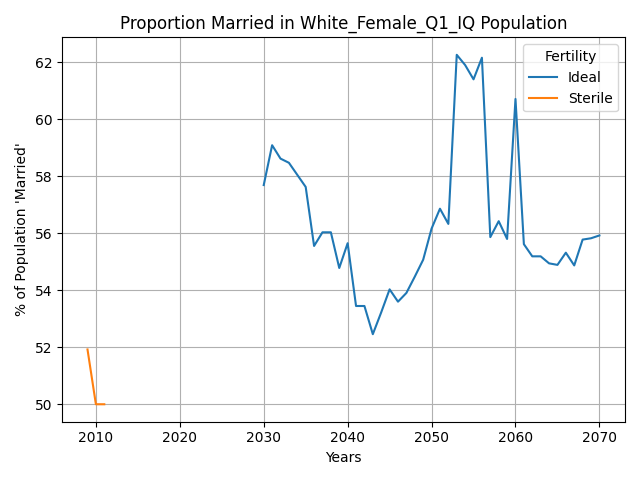 Proportion Married in White_Female_Q1_IQ Population
Fertility
Ideal
Sterile
% of Population 'Married'
62
60
58
56
54
52
50
2010
2020
2030
2040
2050
2060
2070
Years